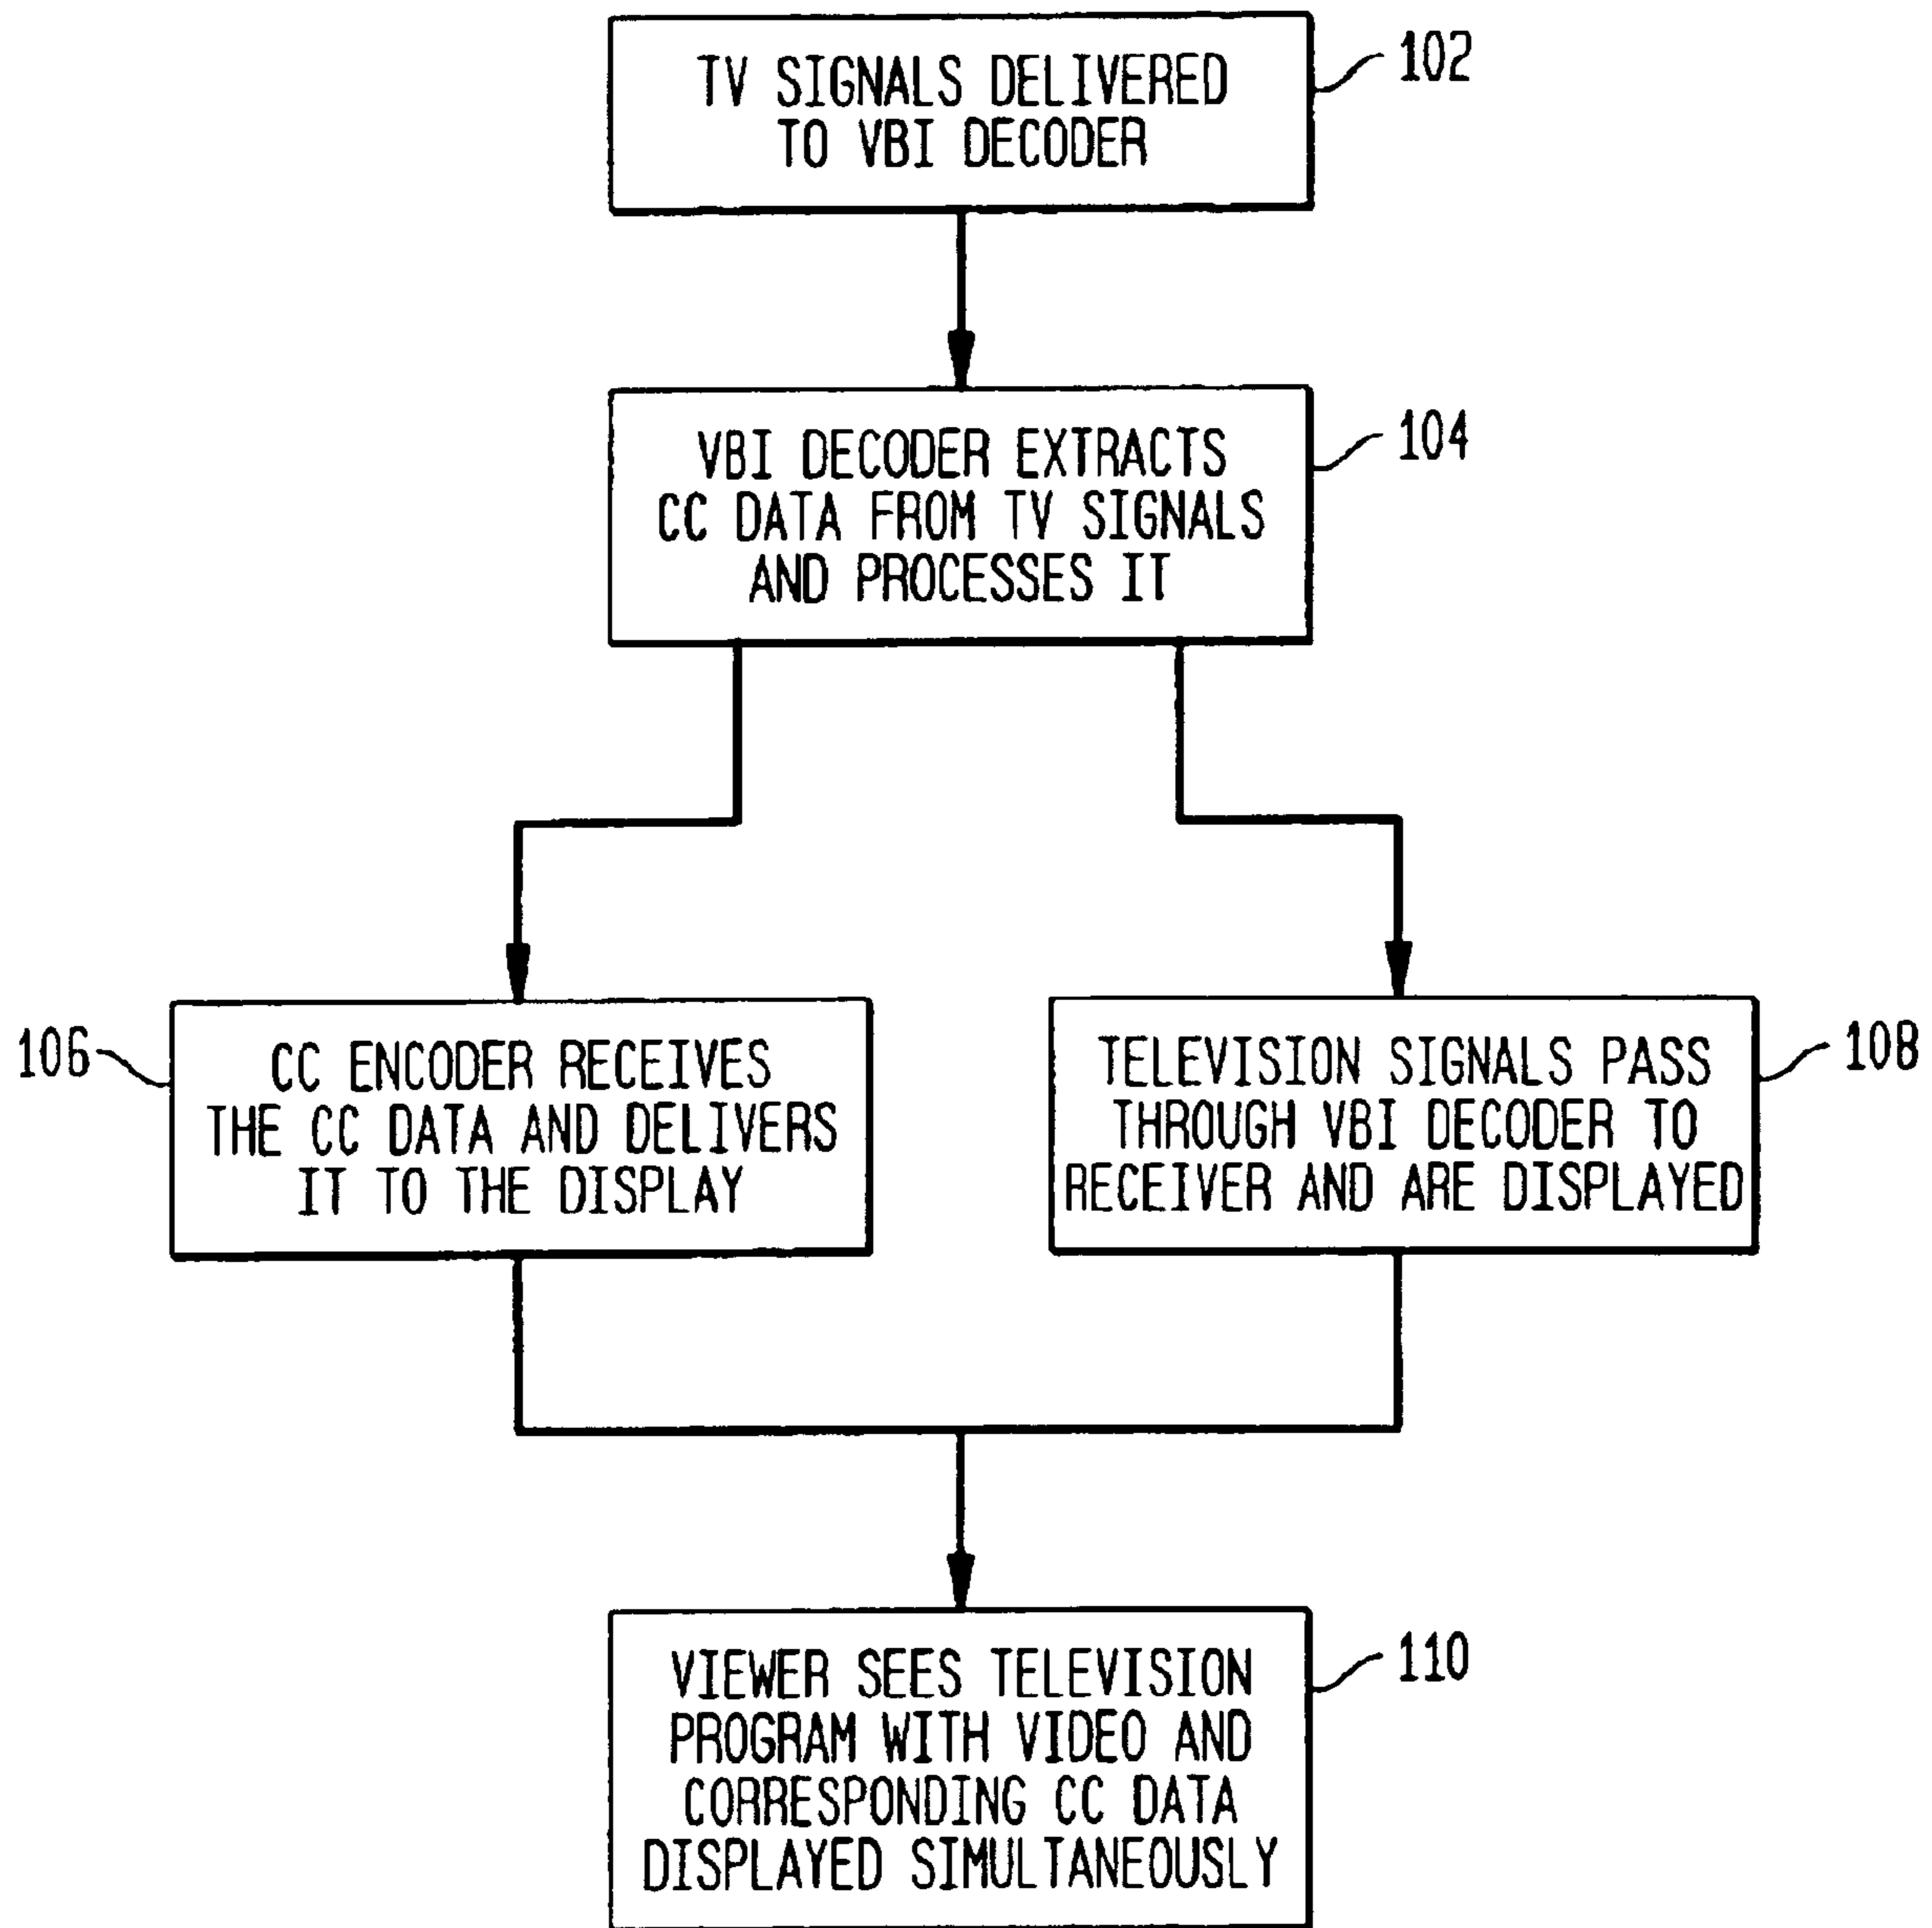 TV SIGNALS DELIVERED
TO VBI DECODER
102
VBI DECODER EXTRACTS
CC DATA FROM TV SIGNALS
AND PROCESSES IT
104
106
CC ENCODER RECEIVES
THE CC DATA AND DELIVERS
IT TO THE DISPLAY
TELEVISION SIGNALS PASS
THROUGH VBI DECODER TO
RECEIVER AND ARE DISPLAYED
108
VIEWER SEES TELEVISION
PROGRAM WITH VIDEO AND
CORRESPONDING CC DATA
DISPLAYED SIMULTANEOUSLY
110